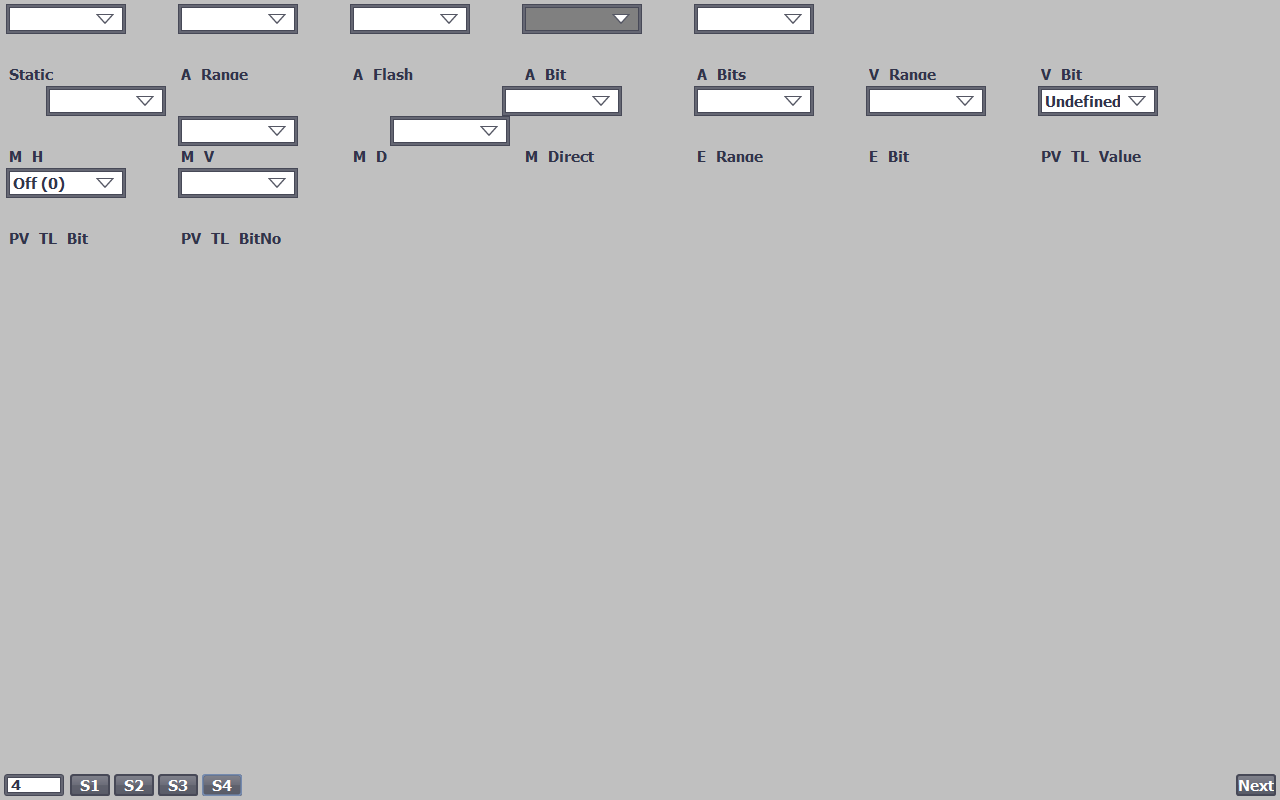 Static A Range A Flash A Bit A Bits V Range V Bit
Undefined
M H M V M D M Direct E Range E Bit PV TL Value
Off (0)
PV TL Bit PV TL BitNo
4 S1 S2 S3 S4 Next